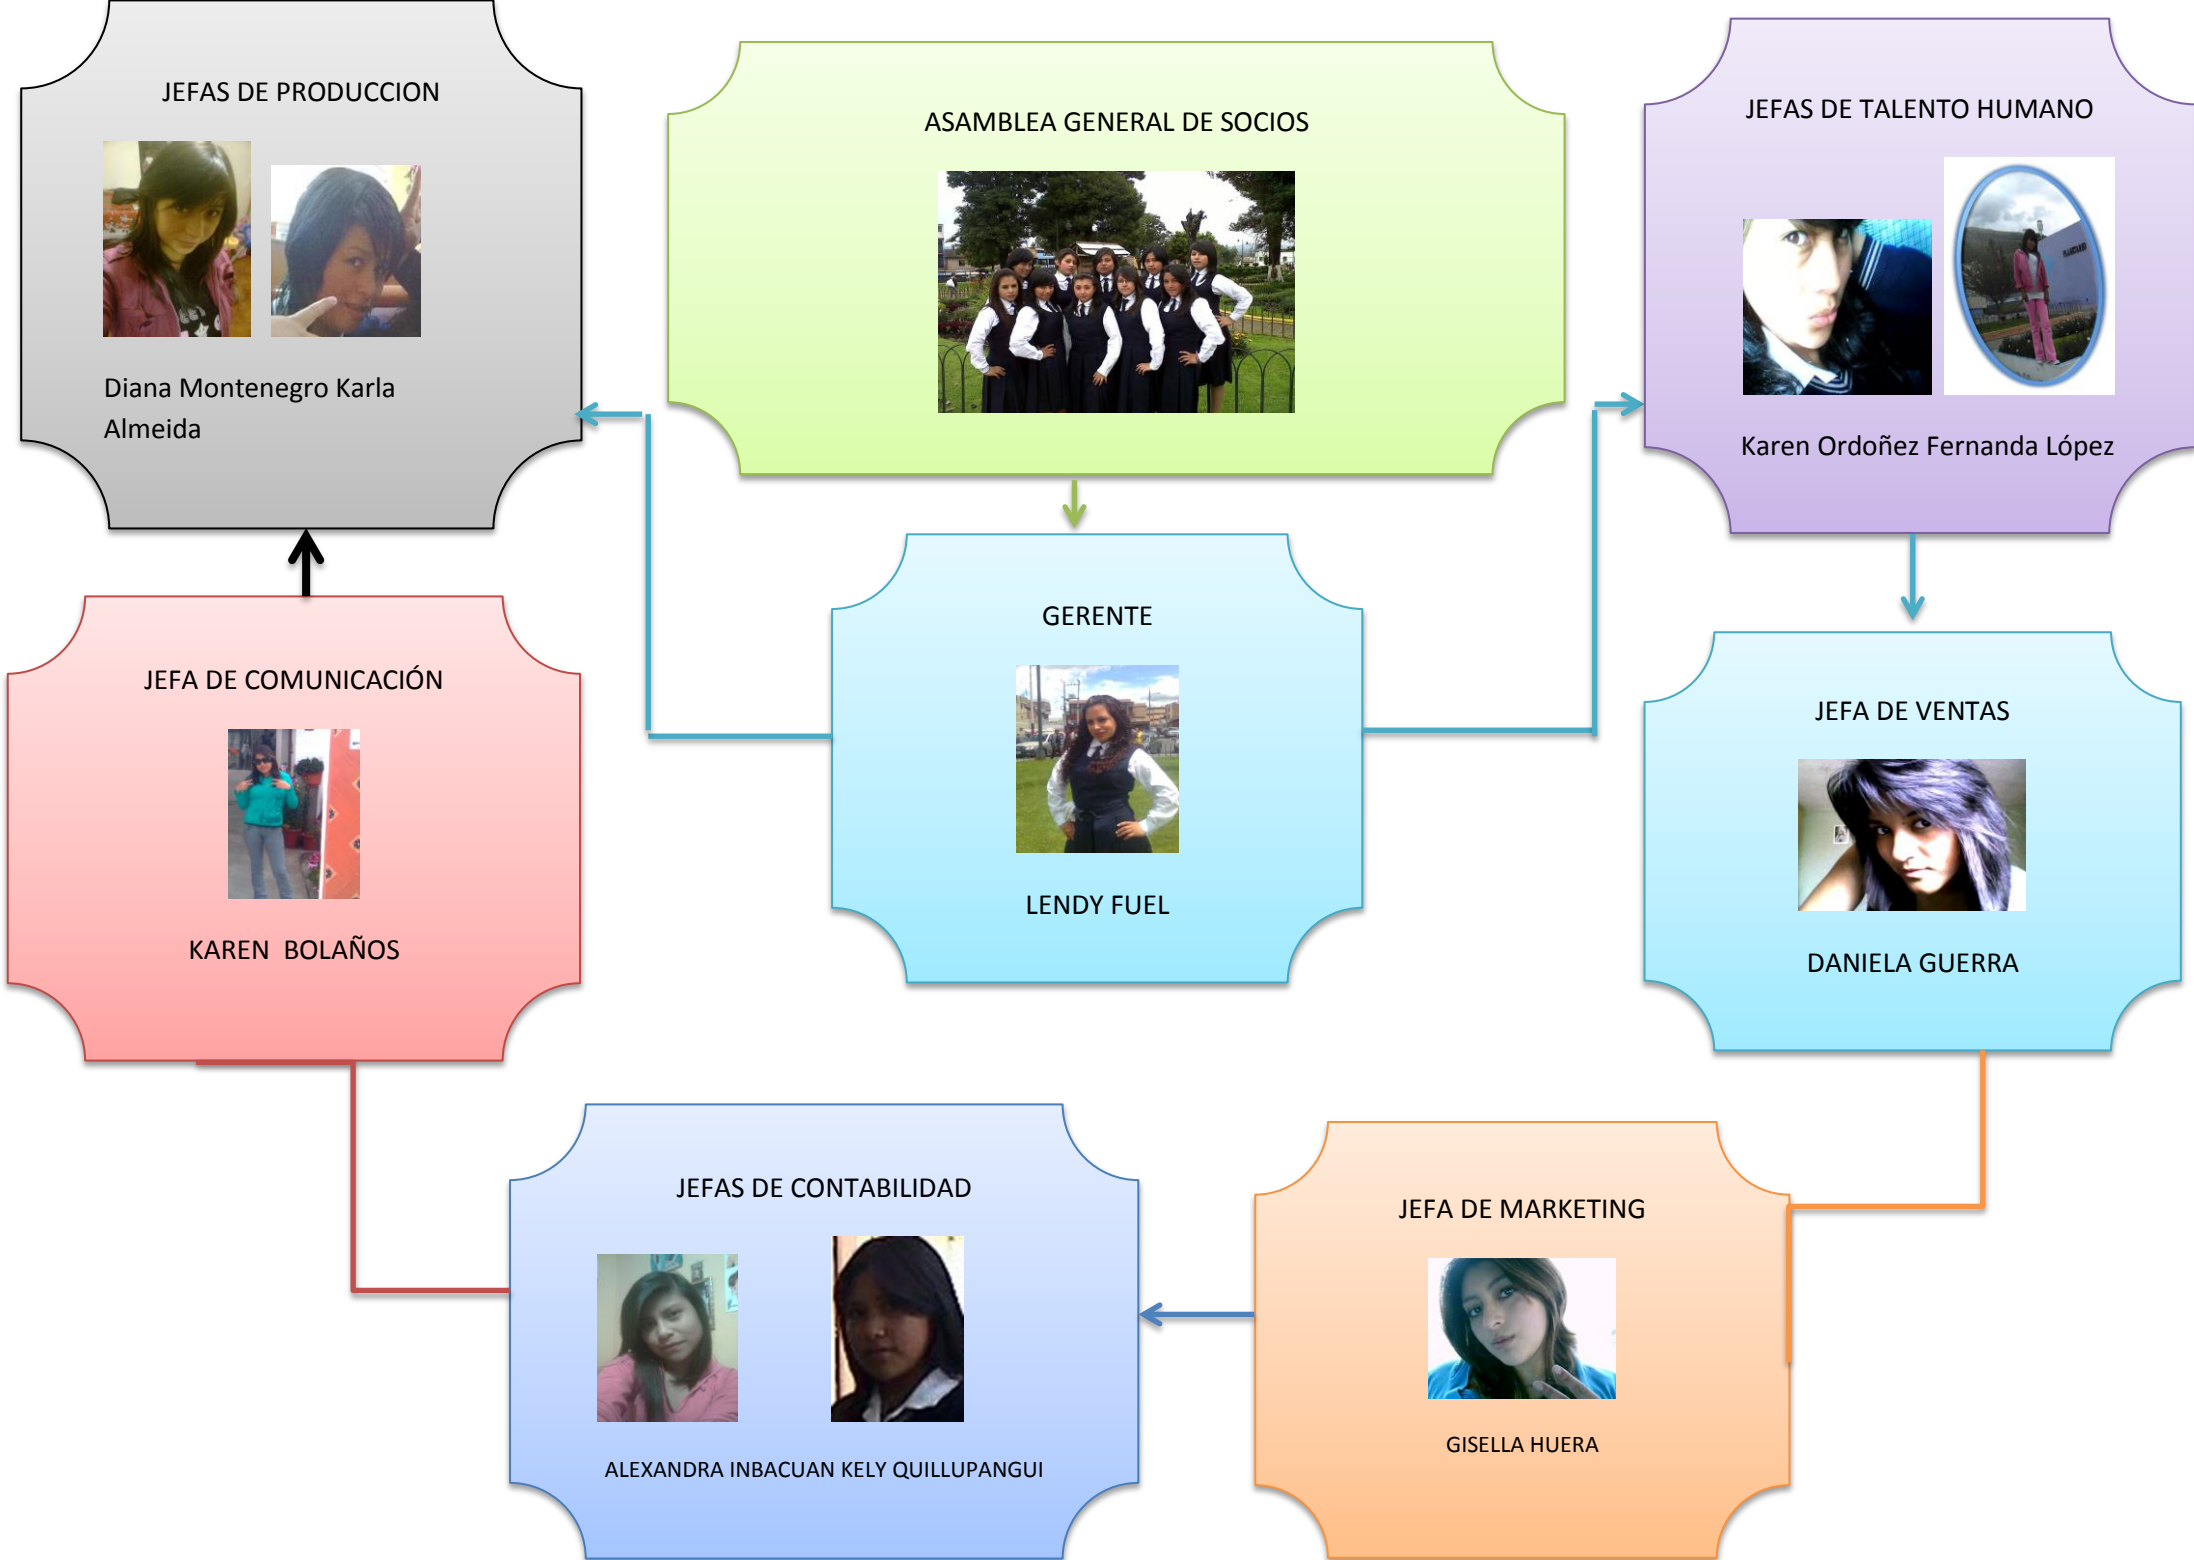 JEFAS DE PRODUCCION
Diana Montenegro Karla
Almeida
ASAMBLEA GENERAL DE SOCIOS
JEFAS DE TALENTO HUMANO
Karen Ordoñez Fernanda López
JEFA DE COMUNICACIÓN
KAREN  BOLAÑOS
GERENTE
LENDY FUEL
JEFA DE VENTAS
DANIELA GUERRA
JEFAS DE CONTABILIDAD
ALEXANDRA INBACUAN KELY QUILLUPANGUI
JEFA DE MARKETING
GISELLA HUERA